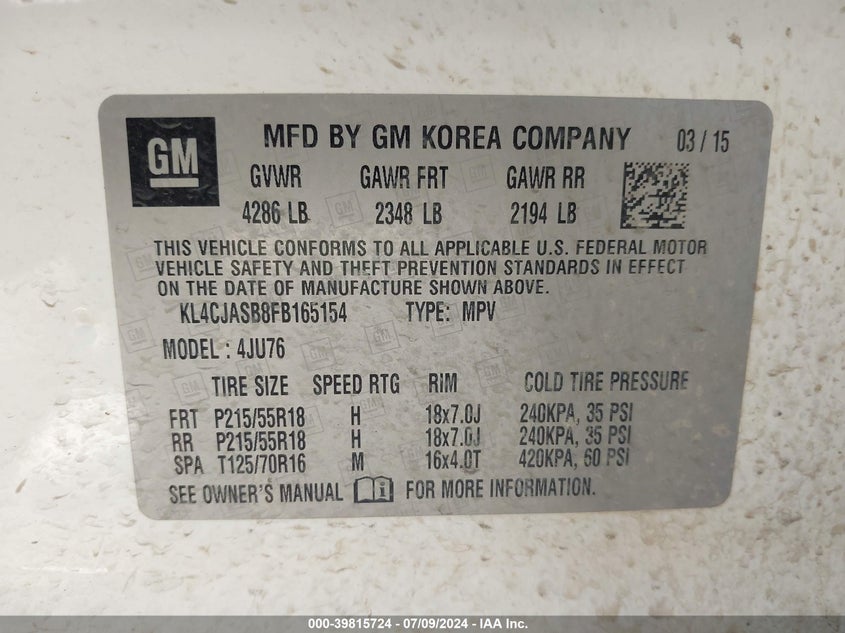 GM
MFD BY GM KOREA COMPANY 03 / 15
GVWR GAWR FRT GAWR RR
4286 LB 2348 LB 2194 LB
THIS VEHICLE CONFORMS TO ALL APPLICABLE U.S. FEDERAL MOTOR
VEHICLE SAFETY AND THEFT PREVENTION STANDARDS IN EFFECT
ON THE DATE OF MANUFACTURE SHOWN ABOVE.
KL4CJASB8FB165154 TYPE: MPV
MODEL : 4JU76
TIRE SIZE SPEED RTG RIM COLD TIRE PRESSURE
FRT P215/55R18 H 18x7.0J 240KPA, 35 PSI
RR P215/55R18 H 18x7.0J 240KPA, 35 PSI
SPA T125/70R16 M 16x4.0T 420KPA, 60 PSI
SEE OWNER'S MANUAL i FOR MORE INFORMATION.
000-39815724 - 07/09/2024 - IAA Inc.